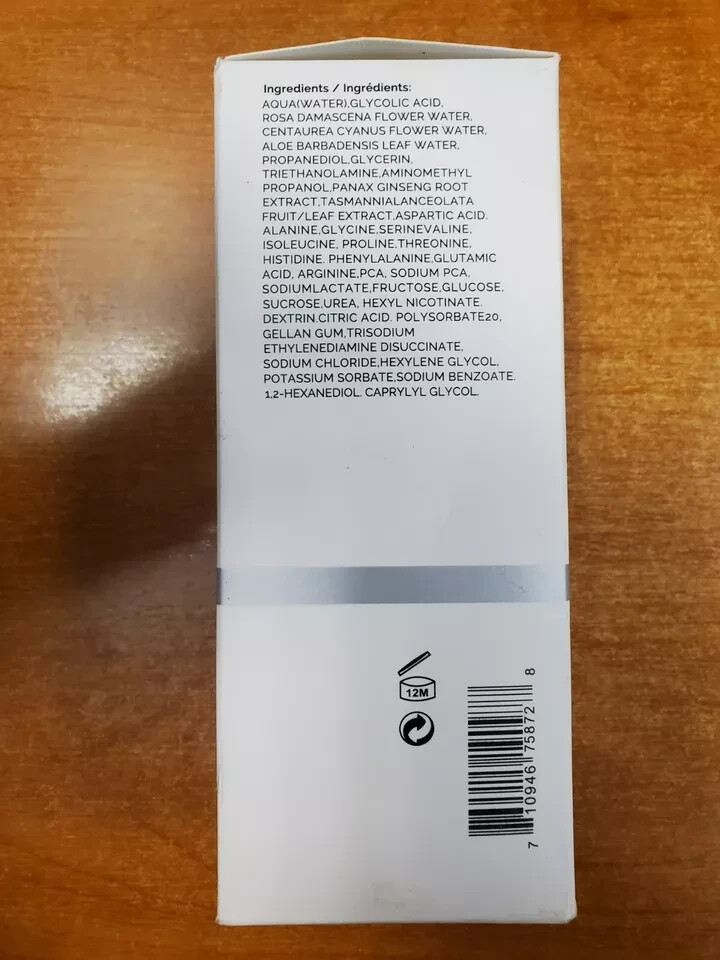 Ingredients / Ingrédients:
AQUA(WATER),GLYCOLIC ACID,
ROSA DAMASCENA FLOWER WATER,
CENTAUREA CYANUS FLOWER WATER,
ALOE BARBADENSIS LEAF WATER,
PROPANEDIOL,GLYCERIN,
TRIETHANOLAMINE,AMINOMETHYL
PROPANOL,PANAX GINSENG ROOT
EXTRACT,TASMANNIALANCEOLATA
FRUIT/LEAF EXTRACT,ASPARTIC ACID.
ALANINE,GLYCINE,SERINEVALINE,
ISOLEUCINE, PROLINE,THREONINE,
HISTIDINE. PHENYLALANINE,GLUTAMIC
ACID, ARGININE,PCA, SODIUM PCA,
SODIUMLACTATE,FRUCTOSE,GLUCOSE,
SUCROSE,UREA, HEXYL NICOTINATE.
DEXTRIN.CITRIC ACID. POLYSORBATE20,
GELLAN GUM,TRISODIUM
ETHYLENEDIAMINE DISUCCINATE,
SODIUM CHLORIDE,HEXYLENE GLYCOL,
POTASSIUM SORBATE,SODIUM BENZOATE.
1,2-HEXANEDIOL. CAPRYLYL GLYCOL.
12M
7 10946 75872 8